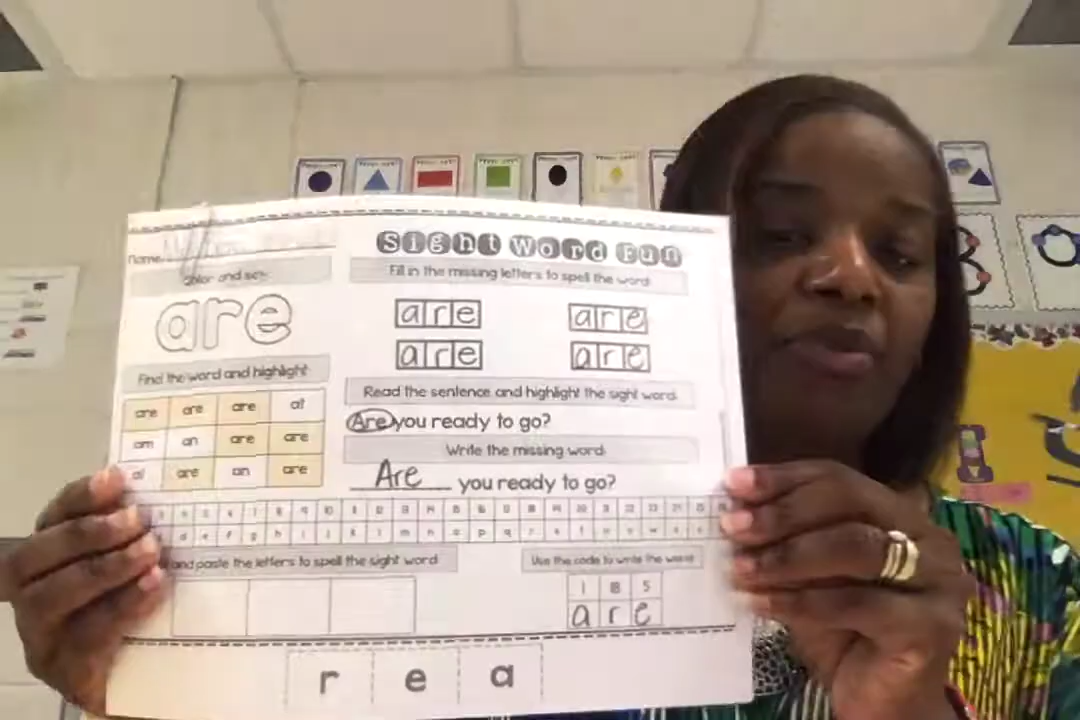 Name
Sight Word Fun
Color and say.
Fill in the missing letters to spell the word.
are
are are
are are
Find the word and highlight.
are are are at
am an are are
at are an are
Read the sentence and highlight the sight word.
Are you ready to go?
Write the missing word.
Are you ready to go?
and paste the letters to spell the sight word
Use the code to write the word.
1 18 5
a r e
r e a